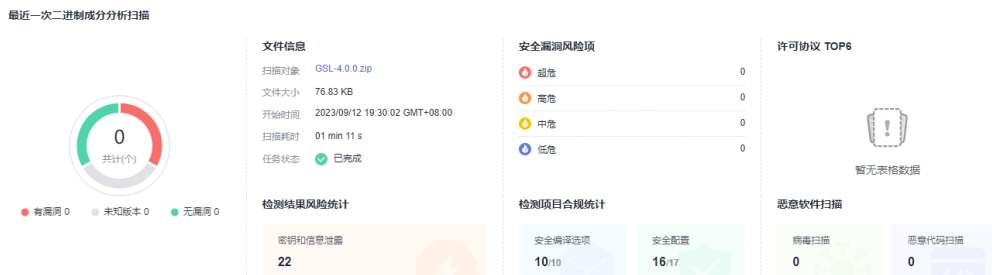 最近一次二进制成分分析扫描
0
共计(个)
有漏洞 0 未知版本 0 无漏洞 0
文件信息
扫描对象 GSL-4.0.0.zip
文件大小 76.83 KB
开始时间 2023/09/12 19:30:02 GMT+08:00
扫描耗时 01 min 11 s
任务状态 已完成
安全漏洞风险项
超危 0
高危 0
中危 0
低危 0
许可协议 TOP6
暂无表格数据
检测结果风险统计
密钥和信息泄露
22
检测项目合规统计
安全编译选项
10/10
安全配置
16/17
恶意软件扫描
病毒扫描
0
恶意代码扫描
0